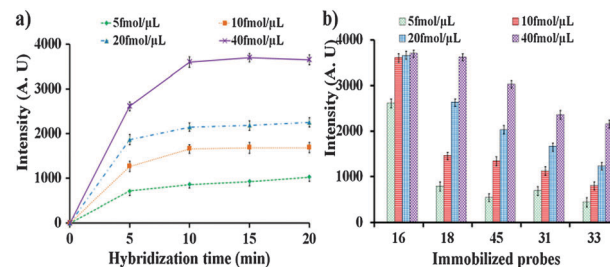 a)
5fmol/µL 10fmol/µL
20fmol/µL 40fmol/µL
Intensity (A. U)
4000
3000
2000
1000
0
0 5 10 15 20
Hybridization time (min)
b)
5fmol/µL 10fmol/µL
20fmol/µL 40fmol/µL
Intensity (A. U)
4000
3000
2000
1000
0
16 18 45 31 33
Immobilized probes